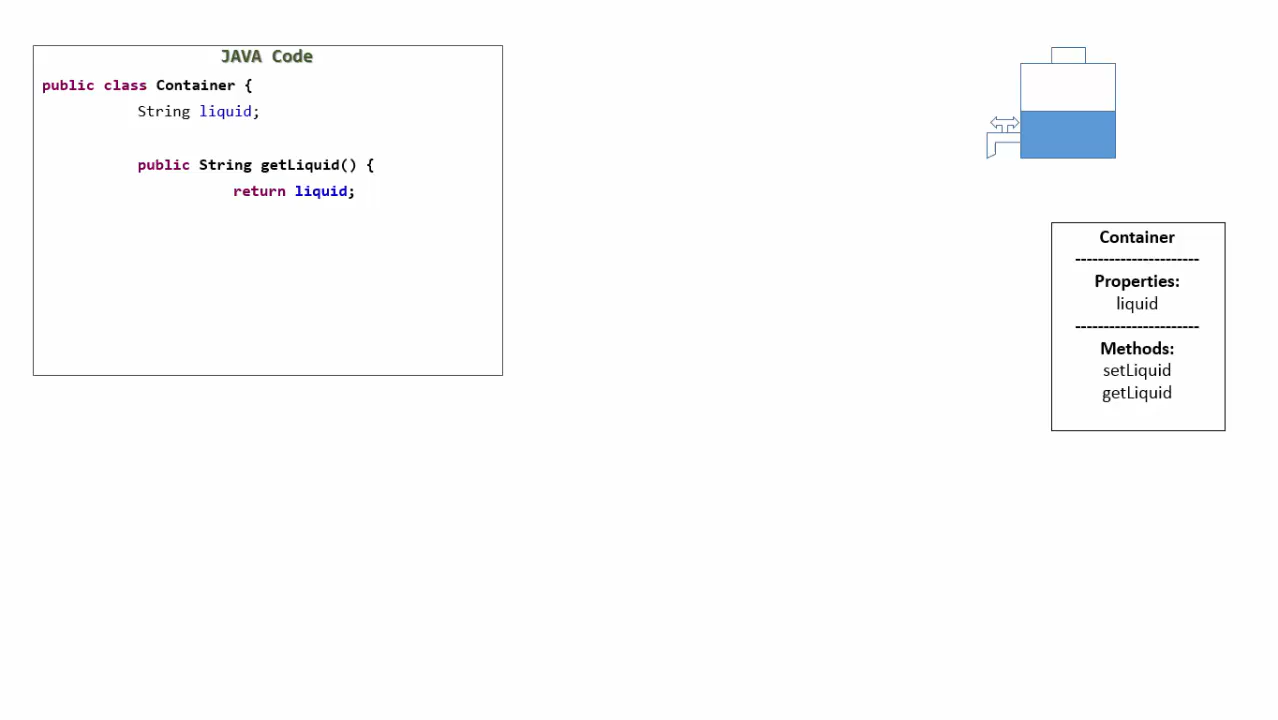 JAVA Code
public class Container {
String liquid;
public String getLiquid() {
return liquid;
Container
----------------------
Properties:
liquid
----------------------
Methods:
setLiquid
getLiquid